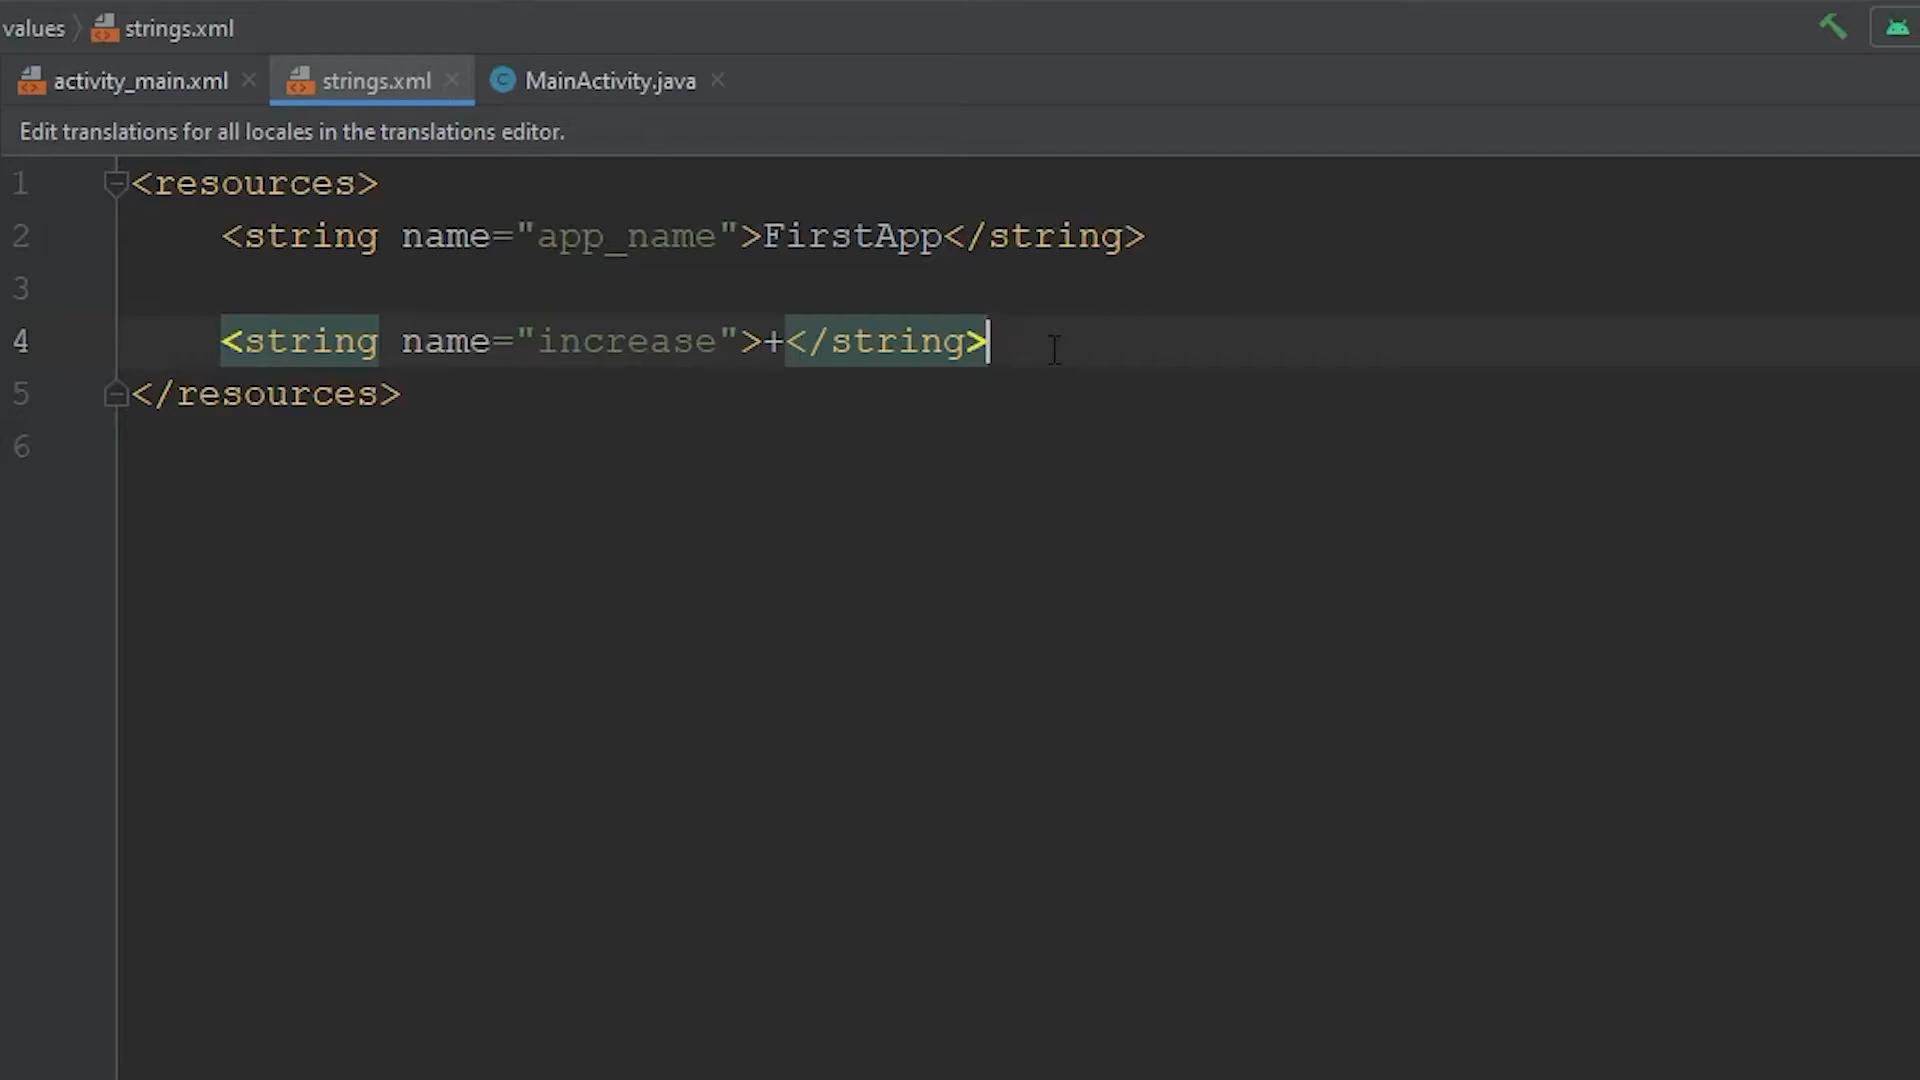 values strings.xml
activity_main.xml strings.xml MainActivity.java
Edit translations for all locales in the translations editor.
1 <resources>
2 <string name="app_name">FirstApp</string>
3
4 <string name="increase">+</string>
5 </resources>
6